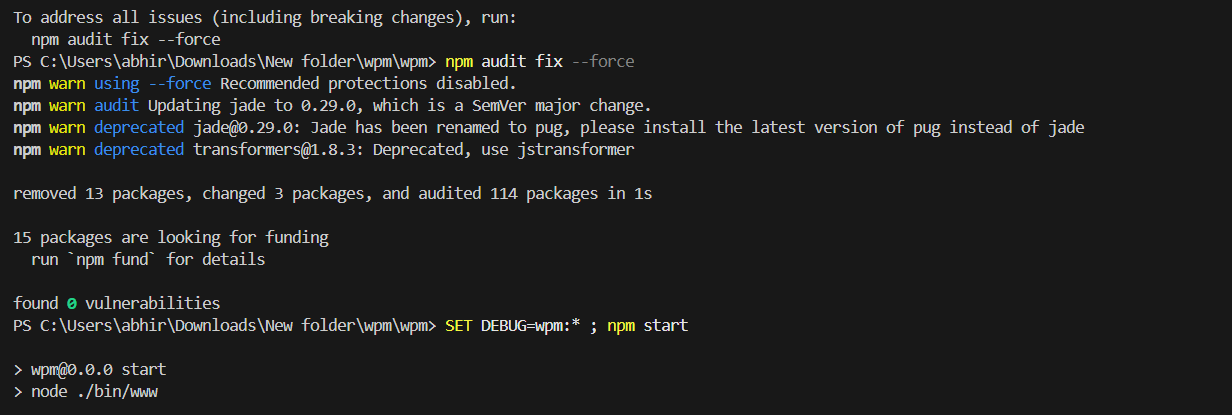 To address all issues (including breaking changes), run:
  npm audit fix --force
PS C:\Users\abhir\Downloads\New folder\wpm\wpm> npm audit fix --force
npm warn using --force Recommended protections disabled.
npm warn audit Updating jade to 0.29.0, which is a SemVer major change.
npm warn deprecated jade@0.29.0: Jade has been renamed to pug, please install the latest version of pug instead of jade
npm warn deprecated transformers@1.8.3: Deprecated, use jstransformer
removed 13 packages, changed 3 packages, and audited 114 packages in 1s
15 packages are looking for funding
  run `npm fund` for details
found 0 vulnerabilities
PS C:\Users\abhir\Downloads\New folder\wpm\wpm> SET DEBUG=wpm:* ; npm start
> wpm@0.0.0 start
> node ./bin/www